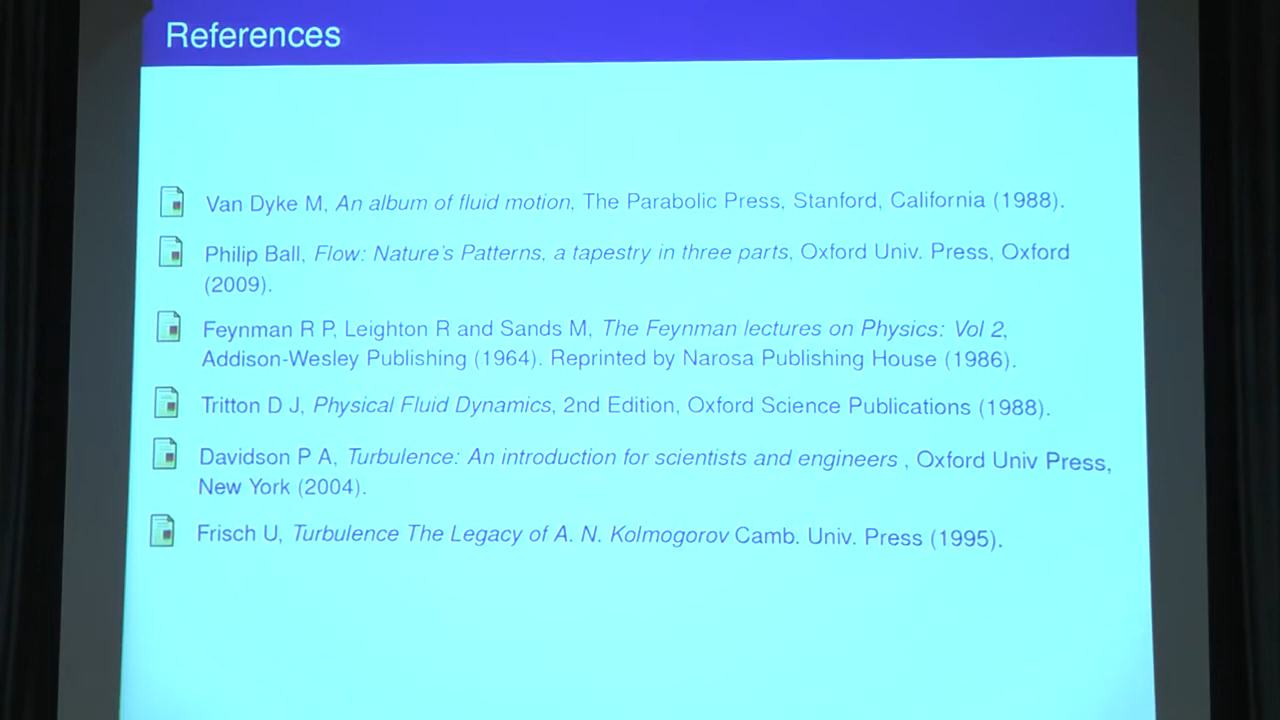 References
Van Dyke M, An album of fluid motion, The Parabolic Press, Stanford, California (1988).
Philip Ball, Flow: Nature's Patterns, a tapestry in three parts, Oxford Univ. Press, Oxford
(2009).
Feynman R P, Leighton R and Sands M, The Feynman lectures on Physics: Vol 2,
Addison-Wesley Publishing (1964). Reprinted by Narosa Publishing House (1986).
Tritton D J, Physical Fluid Dynamics, 2nd Edition, Oxford Science Publications (1988).
Davidson P A, Turbulence: An introduction for scientists and engineers , Oxford Univ Press,
New York (2004).
Frisch U, Turbulence The Legacy of A. N. Kolmogorov Camb. Univ. Press (1995).